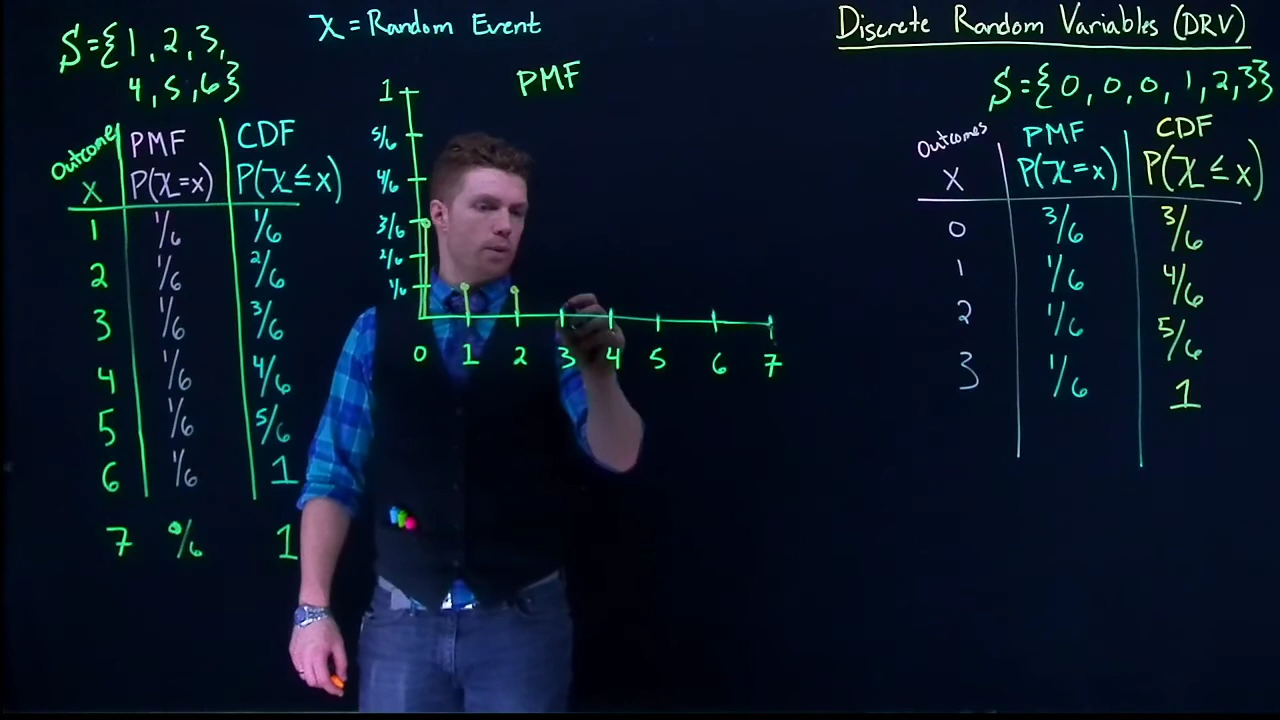 S={1, 2, 3,
4, 5, 6}
Outcomes x | PMF P(X=x) | CDF P(X≤x)
1 1/6 1/6
2 1/6 2/6
3 1/6 3/6
4 1/6 4/6
5 1/6 5/6
6 1/6 1
7 0/6 1
X = Random Event
PMF
1
5/6
4/6
3/6
2/6
1/6
0 1 2 3 4 5 6 7
Discrete Random Variables (DRV)
S={0, 0, 0, 1, 2, 3}
Outcomes x | PMF P(X=x) | CDF P(X≤x)
0 3/6 3/6
1 1/6 4/6
2 1/6 5/6
3 1/6 1